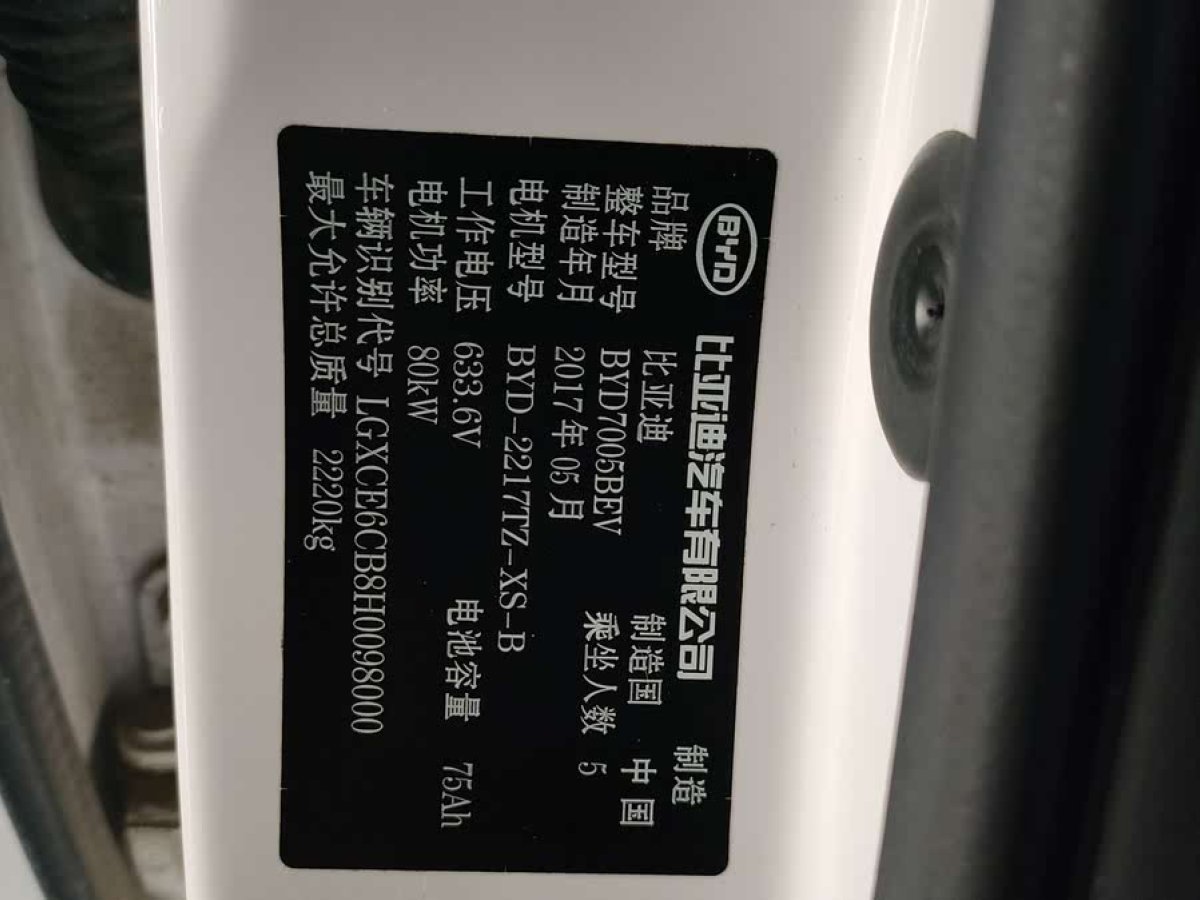 BYD 比亚迪汽车有限公司 制造
品牌 比亚迪 制造国 中国
整车型号 BYD7005BEV 乘坐人数 5
制造年月 2017年05月
电机型号 BYD-2217TZ-XS-B
工作电压 633.6V 电池容量 75Ah
电机功率 80kW
车辆识别代号 LGXCE6CB8H0098000
最大允许总质量 2220kg